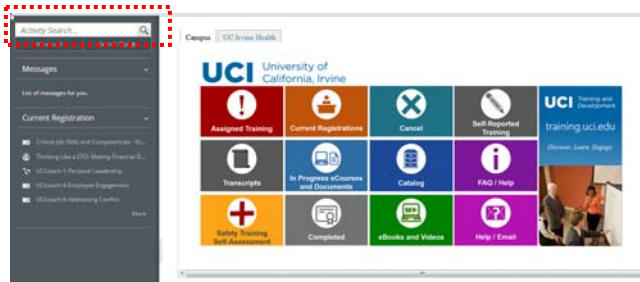 Activity Search...
Messages
List of messages for you.
Current Registration
Critical Job Skills and Competencies - Yo...
Thinking Like a CFO: Making Financial D...
UCIcoach-1 Personal Leadership
UCIcoach-4 Employee Engagement
UCIcoach-6 Addressing Conflict
More
Campus
UC Irvine Health
UCI University of
California, Irvine
Assigned Training
Current Registrations
Cancel
Self-Reported
Training
Transcripts
In Progress eCourses
and Documents
Catalog
FAQ / Help
Safety Training
Self-Assessment
Completed
eBooks and Videos
Help / Email
UCI Training and
Development
training.uci.edu
Discover. Learn. Engage.